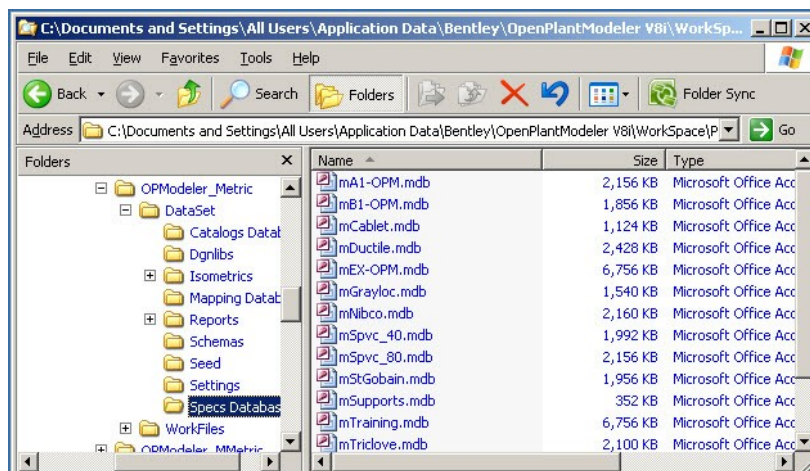 C:\Documents and Settings\All Users\Application Data\Bentley\OpenPlantModeler V8i\WorkSp...
File Edit View Favorites Tools Help
Back Search Folders Folder Sync
Address C:\Documents and Settings\All Users\Application Data\Bentley\OpenPlantModeler V8i\WorkSpace\P Go
Folders x Name Size Type
OPModeler_Metric
DataSet
Catalogs Datab
Dgnlibs
Isometrics
Mapping Datab
Reports
Schemas
Seed
Settings
Specs Databas
WorkFiles
OPModeler_MMetric
mA1-OPM.mdb 2,156 KB Microsoft Office Acc
mB1-OPM.mdb 1,856 KB Microsoft Office Acc
mCablet.mdb 1,124 KB Microsoft Office Acc
mDuctile.mdb 2,428 KB Microsoft Office Acc
mEX-OPM.mdb 6,756 KB Microsoft Office Acc
mGrayloc.mdb 1,540 KB Microsoft Office Acc
mNibco.mdb 2,160 KB Microsoft Office Acc
mSpvc_40.mdb 1,992 KB Microsoft Office Acc
mSpvc_80.mdb 2,156 KB Microsoft Office Acc
mStGobain.mdb 1,956 KB Microsoft Office Acc
mSupports.mdb 352 KB Microsoft Office Acc
mTraining.mdb 6,756 KB Microsoft Office Acc
mTriclove.mdb 2,100 KB Microsoft Office Acc